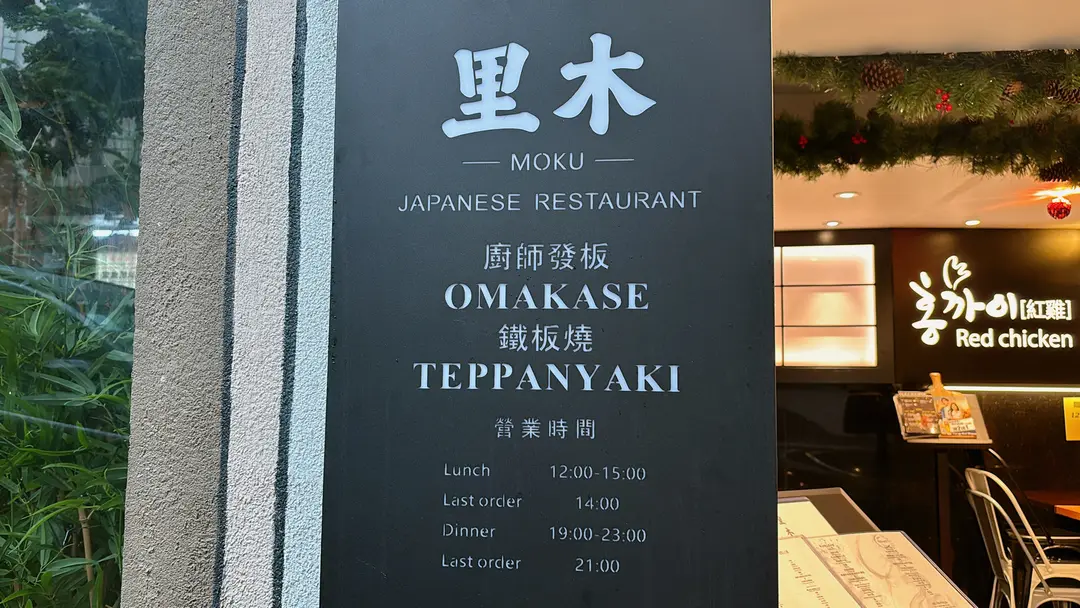 里木
MOKU
JAPANESE RESTAURANT
廚師發板
OMAKASE
鐵板燒
TEPPANYAKI
營業時間
Lunch 12:00-15:00
Last order 14:00
Dinner 19:00-23:00
Last order 21:00
홍까이[紅雞]
Red chicken